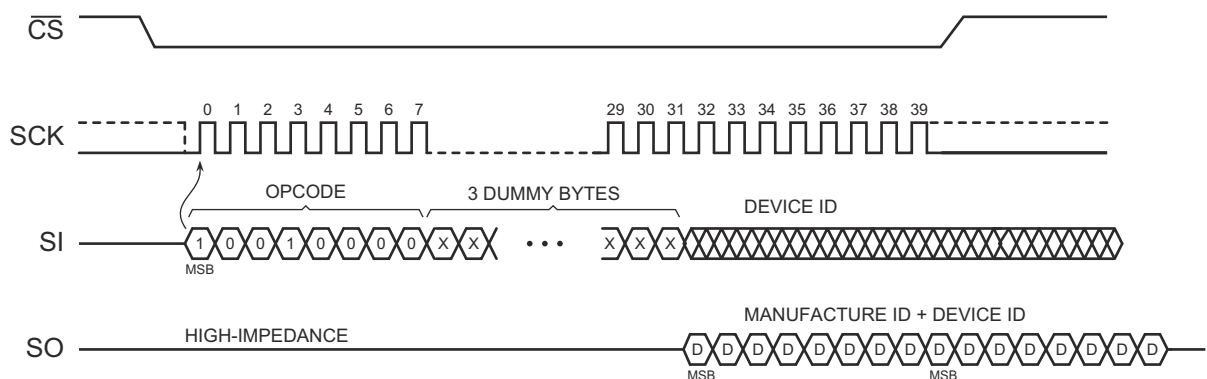 CS
SCK
0 1 2 3 4 5 6 7 29 30 31 32 33 34 35 36 37 38 39
OPCODE 3 DUMMY BYTES DEVICE ID
SI 1 0 0 1 0 0 0 0 X X • • • X X X
MSB
MANUFACTURE ID + DEVICE ID
HIGH-IMPEDANCE
SO D D D D D D D D D D D D D D D D
MSB MSB